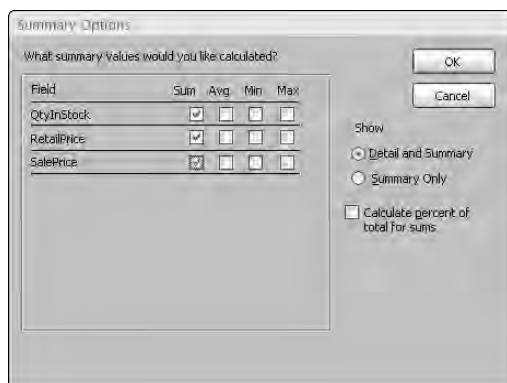 Summary Options
What summary values would you like calculated?
OK
Cancel
Field Sum Avg Min Max
QtyInStock
RetailPrice
SalePrice
Show
Detail and Summary
Summary Only
Calculate percent of
total for sums